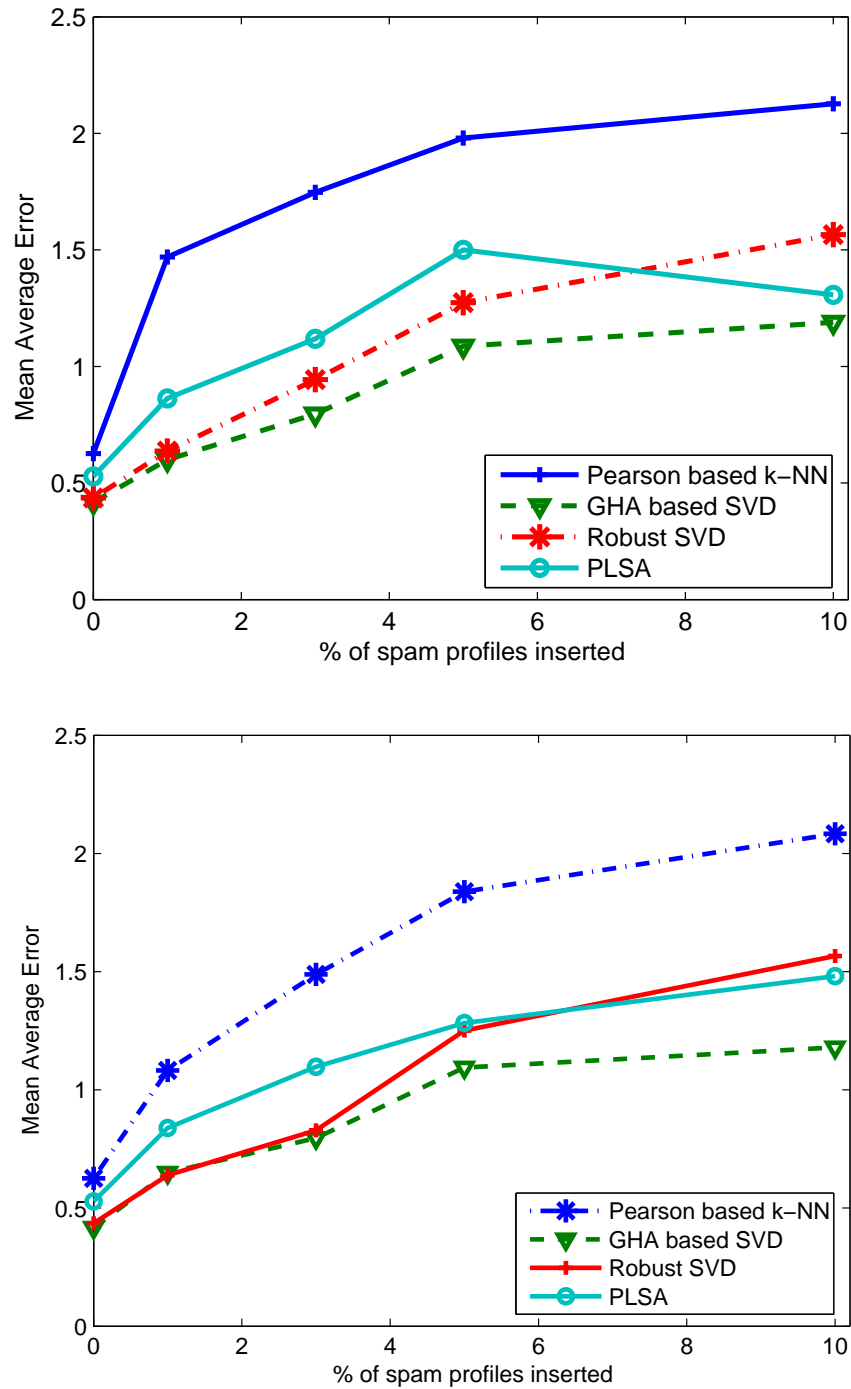 2.5
2
1.5
1
0.5
0
Mean Average Error
Pearson based k−NN
GHA based SVD
Robust SVD
PLSA
0 2 4 6 8 10
% of spam profiles inserted
2.5
2
1.5
1
0.5
0
Mean Average Error
Pearson based k−NN
GHA based SVD
Robust SVD
PLSA
0 2 4 6 8 10
% of spam profiles inserted